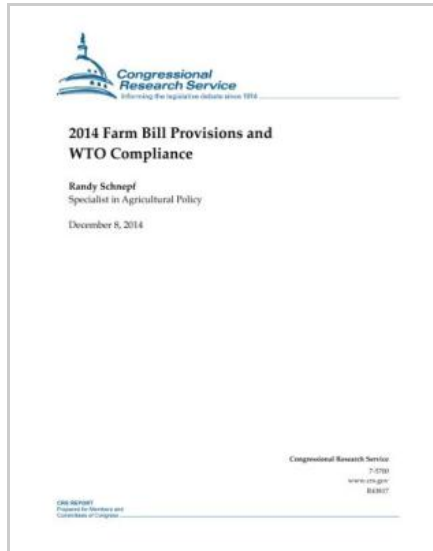 Congressional
Research Service
Informing the legislative debate since 1914
2014 Farm Bill Provisions and
WTO Compliance
Randy Schnepf
Specialist in Agricultural Policy
December 8, 2014
Congressional Research Service
7-5700
www.crs.gov
R43817
CRS REPORT
Prepared for Members and
Committees of Congress